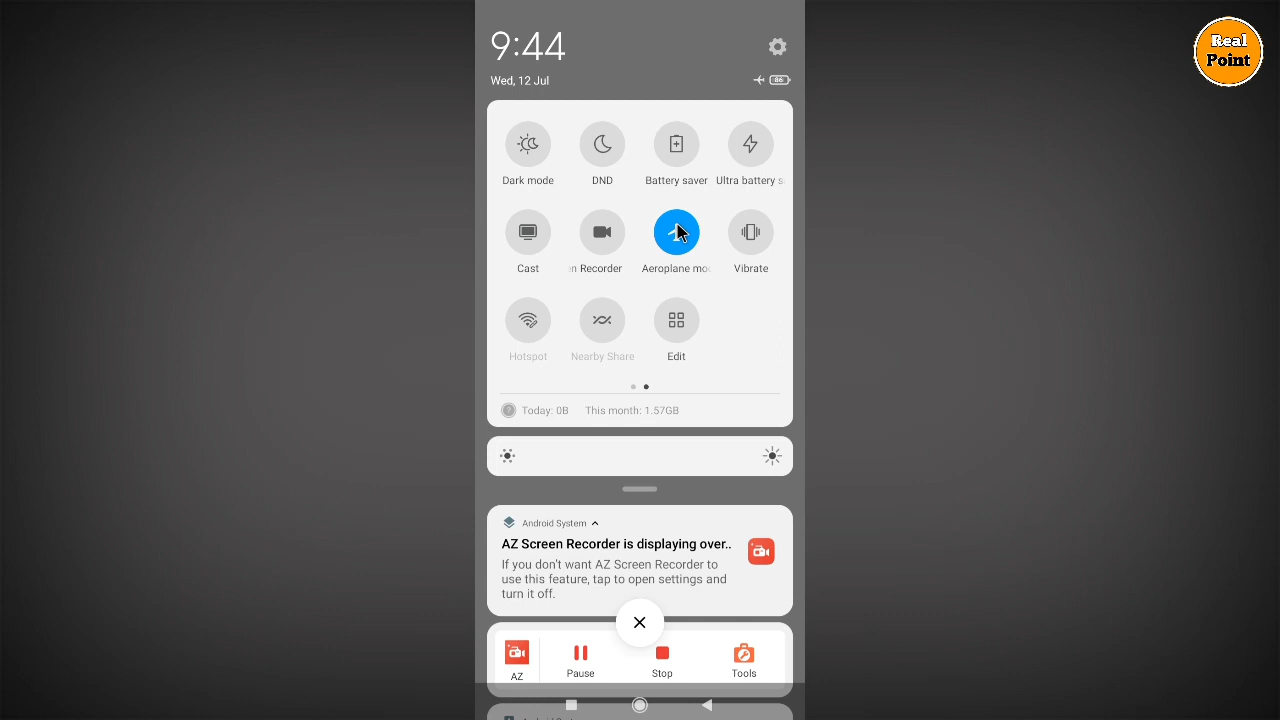 Real
Point
9:44
Wed, 12 Jul
86
Dark mode
DND
Battery saver
Ultra battery s
Cast
n Recorder
Aeroplane mo
Vibrate
Hotspot
Nearby Share
Edit
Today: 0B
This month: 1.57GB
Android System
AZ Screen Recorder is displaying over..
If you don't want AZ Screen Recorder to
use this feature, tap to open settings and
turn it off.
AZ
Pause
Stop
Tools